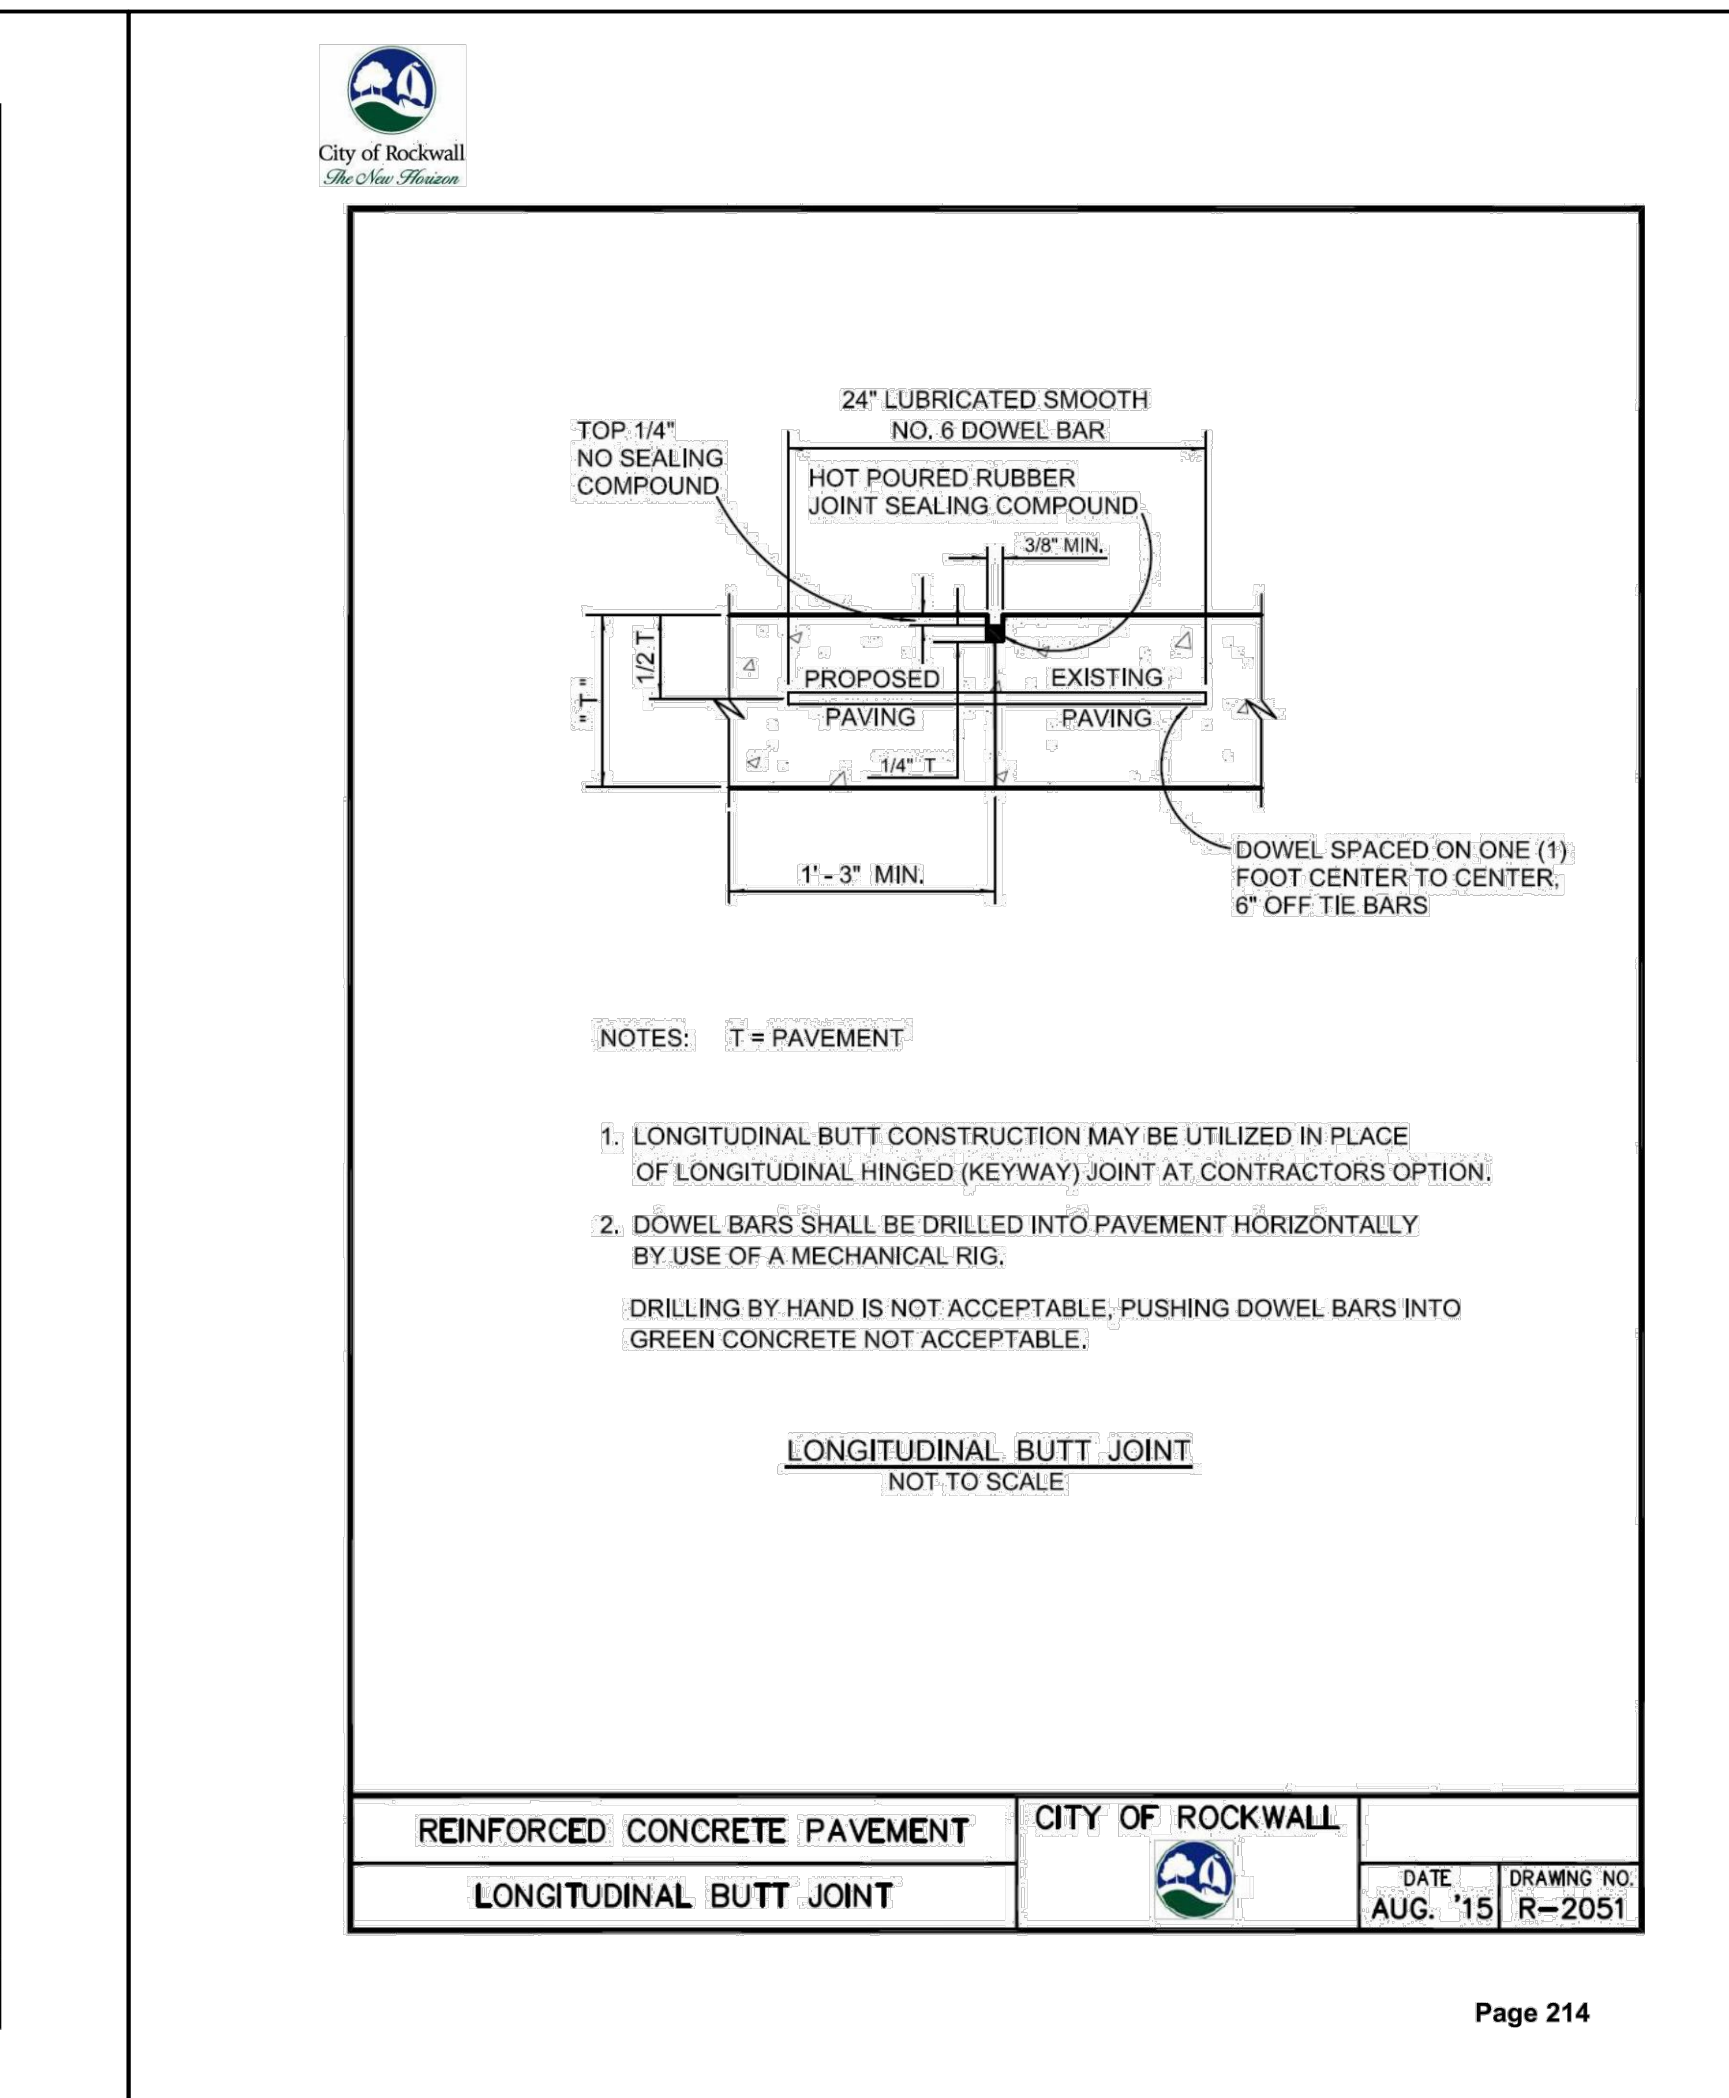 City of Rockwall
The New Horizon
24" LUBRICATED SMOOTH
NO. 6 DOWEL BAR
TOP 1/4"
NO SEALING
COMPOUND
HOT POURED RUBBER
JOINT SEALING COMPOUND
3/8" MIN.
1/2 T
" T "
PROPOSED
PAVING
EXISTING
PAVING
1/4" T
1' - 3" MIN.
DOWEL SPACED ON ONE (1)
FOOT CENTER TO CENTER,
6" OFF TIE BARS
NOTES: T = PAVEMENT
1. LONGITUDINAL BUTT CONSTRUCTION MAY BE UTILIZED IN PLACE
OF LONGITUDINAL HINGED (KEYWAY) JOINT AT CONTRACTORS OPTION.
2. DOWEL BARS SHALL BE DRILLED INTO PAVEMENT HORIZONTALLY
BY USE OF A MECHANICAL RIG.
DRILLING BY HAND IS NOT ACCEPTABLE, PUSHING DOWEL BARS INTO
GREEN CONCRETE NOT ACCEPTABLE.
LONGITUDINAL BUTT JOINT
NOT TO SCALE
REINFORCED CONCRETE PAVEMENT
LONGITUDINAL BUTT JOINT
CITY OF ROCKWALL
DATE
AUG. '15
DRAWING NO.
R-2051
Page 214